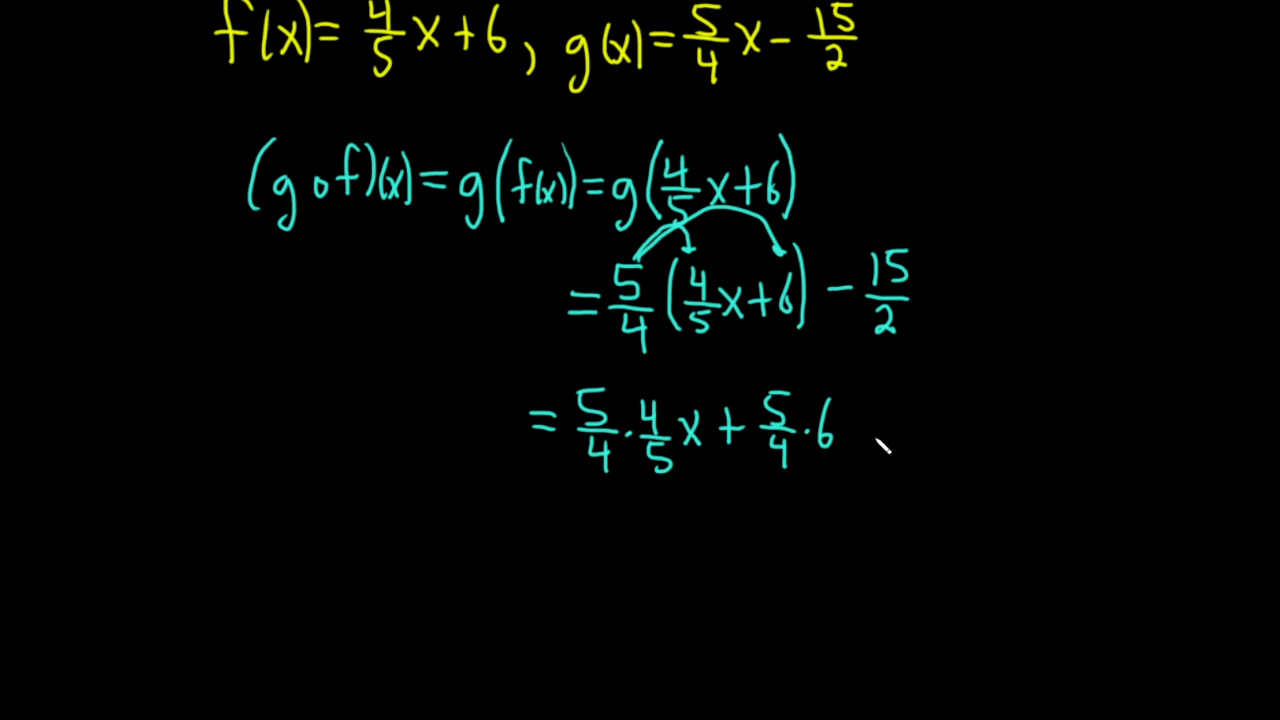 f(x) = 4/5 x + 6 , g(x) = 5/4 x - 15/2
(g ∘ f)(x) = g(f(x)) = g(4/5 x + 6)
= 5/4 (4/5 x + 6) - 15/2
= 5/4 · 4/5 x + 5/4 · 6